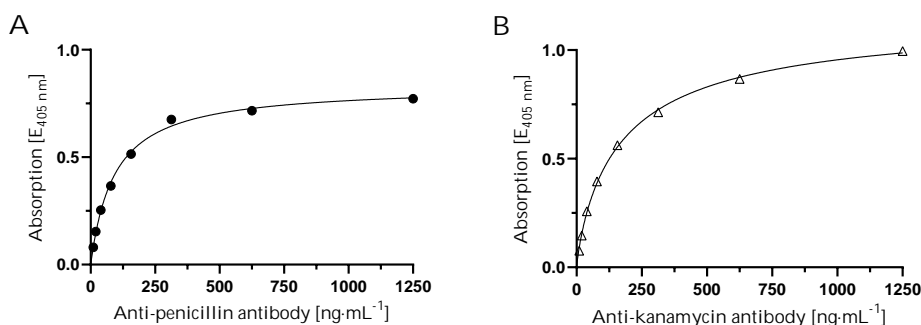 A
B
1.0
0.5
0.0
Absorption [E405 nm]
0 250 500 750 1000 1250
Anti-penicillin antibody [ng·mL-1]
1.0
0.5
0.0
Absorption [E405 nm]
0 250 500 750 1000 1250
Anti-kanamycin antibody [ng·mL-1]